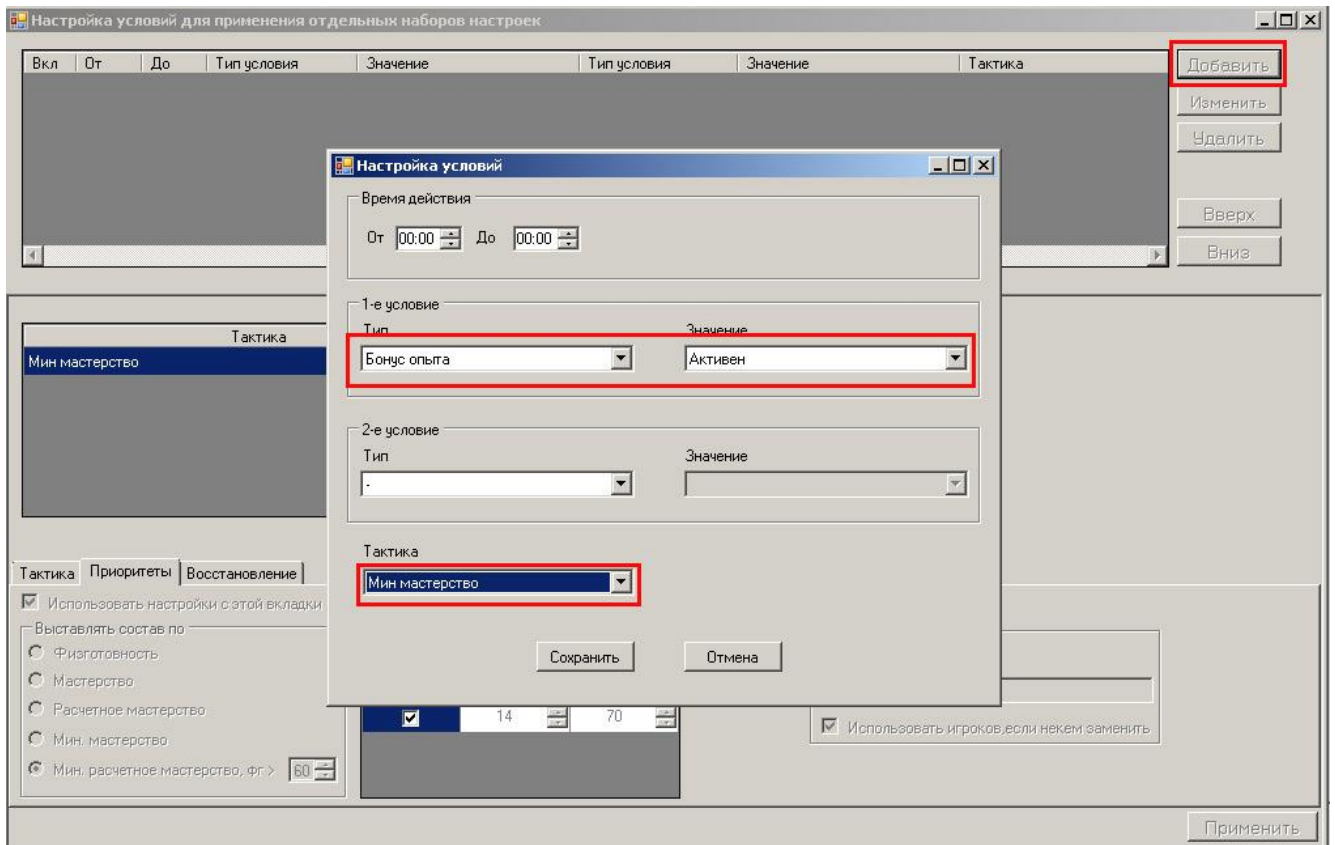 Настройка условий для применения отдельных наборов настроек
Вкл От До Тип условия Значение Тип условия Значение Тактика
Добавить
Изменить
Удалить
Вверх
Вниз
Настройка условий
Время действия
От 00:00 До 00:00
1-е условие
Тип Значение
Бонус опыта Активен
2-е условие
Тип Значение
-
Тактика
Мин мастерство
Сохранить Отмена
Тактика
Мин мастерство
Тактика Приоритеты Восстановление
Использовать настройки с этой вкладки
Выставлять состав по
Физготовность
Мастерство
Расчетное мастерство
Мин. мастерство
Мин. расчетное мастерство, фг > 60
14 70
Использовать игроков,если некем заменить
Применить